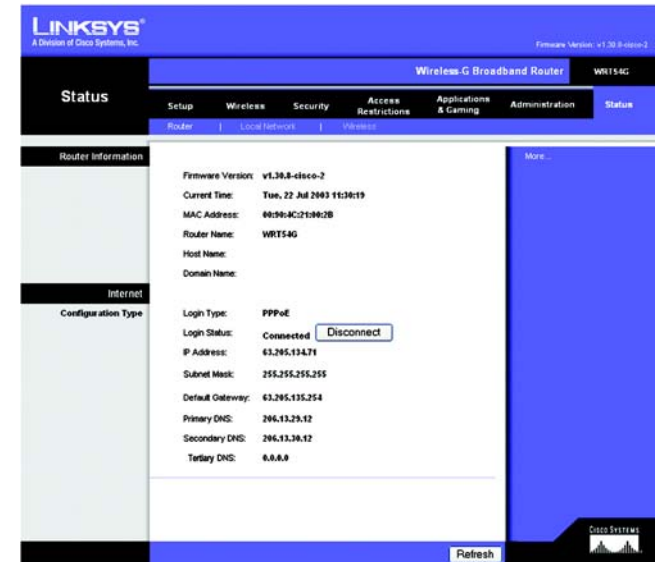 LINKSYS®
A Division of Cisco Systems, Inc.
Firmware Version: v1.30.8-cisco-2
Wireless-G Broadband Router WRT54G
Status
Setup Wireless Security Access Restrictions Applications & Gaming Administration Status
Router | Local Network | Wireless
Router Information
More...
Firmware Version: v1.30.8-cisco-2
Current Time: Tue, 22 Jul 2003 11:30:19
MAC Address: 00:90:4C:21:00:2B
Router Name: WRT54G
Host Name:
Domain Name:
Internet
Configuration Type
Login Type: PPPoE
Login Status: Connected Disconnect
IP Address: 63.205.134.71
Subnet Mask: 255.255.255.255
Default Gateway: 63.205.135.254
Primary DNS: 206.13.29.12
Secondary DNS: 206.13.30.12
Tertiary DNS: 0.0.0.0
Refresh
CISCO SYSTEMS